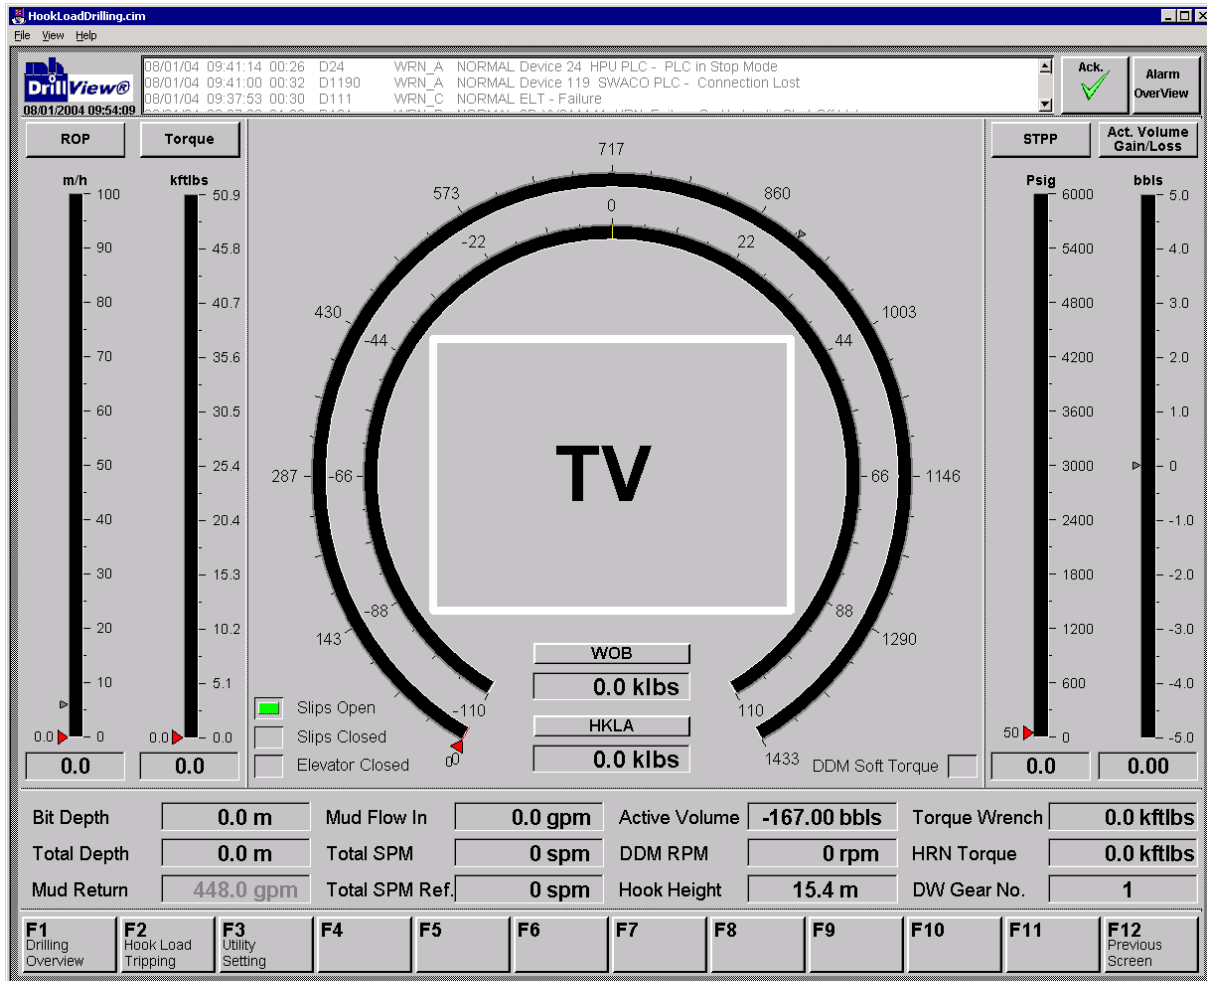 HookLoadDrilling.cim
File View Help
mh
DrillView®
08/01/2004 09:54:09
08/01/04 09:41:14 00:26 D24 WRN_A NORMAL Device 24 HPU PLC - PLC in Stop Mode
08/01/04 09:41:00 00:32 D1190 WRN_A NORMAL Device 119 SWACO PLC - Connection Lost
08/01/04 09:37:53 00:30 D111 WRN_C NORMAL ELT - Failure
Ack.
Alarm
OverView
ROP
m/h
100
90
80
70
60
50
40
30
20
10
0
0.0
0.0
Torque
kftlbs
50.9
45.8
40.7
35.6
30.5
25.4
20.4
15.3
10.2
5.1
0.0
0.0
0.0
717
573
860
430
1003
287
1146
143
1290
0
1433
0
-22
22
-44
44
-66
66
-88
88
-110
110
0
TV
WOB
0.0 klbs
HKLA
0.0 klbs
Slips Open
Slips Closed
Elevator Closed
DDM Soft Torque
STPP
Psig
6000
5400
4800
4200
3600
3000
2400
1800
1200
600
0
50
0.0
Act. Volume
Gain/Loss
bbls
5.0
4.0
3.0
2.0
1.0
0
-1.0
-2.0
-3.0
-4.0
-5.0
0.00
Bit Depth 0.0 m Mud Flow In 0.0 gpm Active Volume -167.00 bbls Torque Wrench 0.0 kftlbs
Total Depth 0.0 m Total SPM 0 spm DDM RPM 0 rpm HRN Torque 0.0 kftlbs
Mud Return 448.0 gpm Total SPM Ref. 0 spm Hook Height 15.4 m DW Gear No. 1
F1
Drilling
Overview
F2
Hook Load
Tripping
F3
Utility
Setting
F4
F5
F6
F7
F8
F9
F10
F11
F12
Previous
Screen